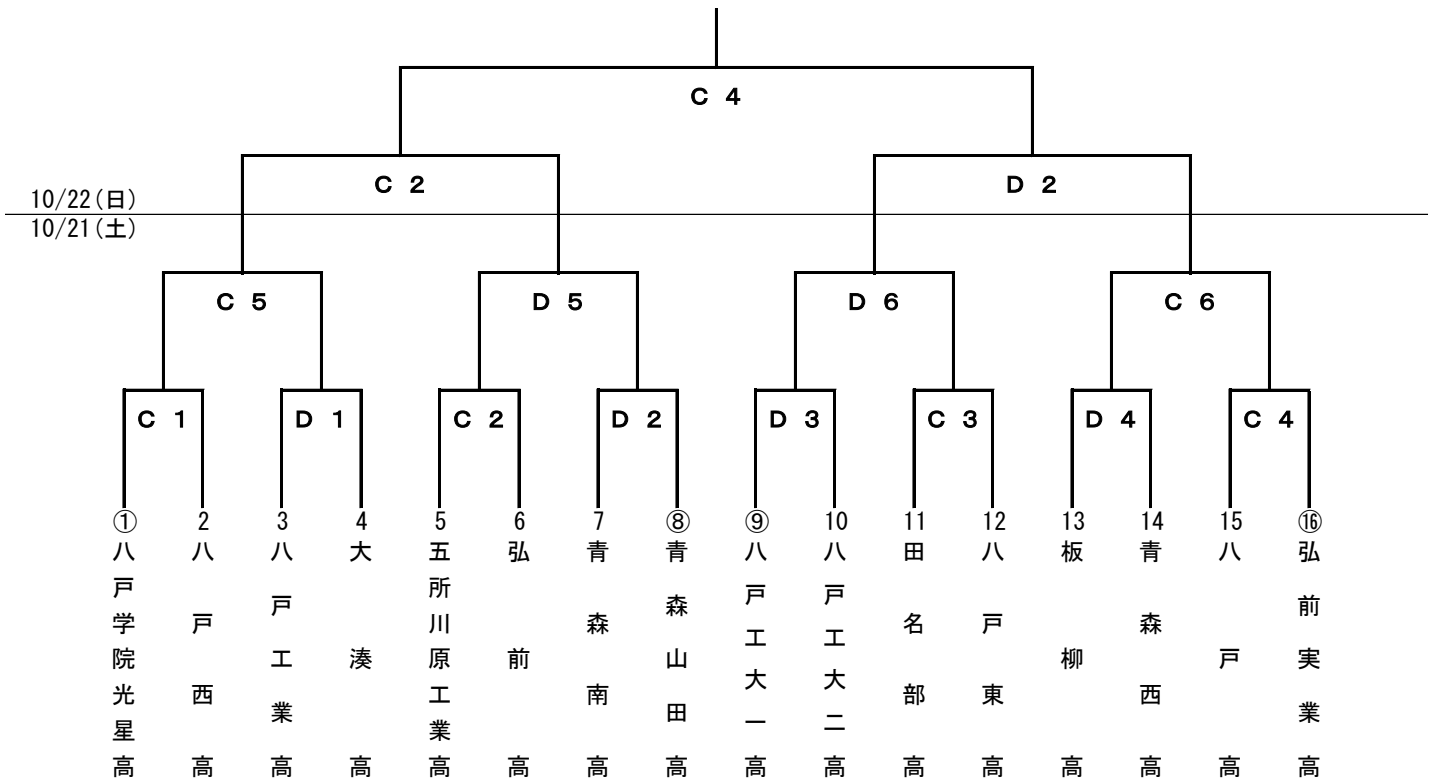 C 4
C 2
D 2
10/22(日)
10/21(土)
C 5
D 5
D 6
C 6
C 1
D 1
C 2
D 2
D 3
C 3
D 4
C 4
① 八戸学院光星高
2 八戸西高
3 八戸工業高
4 大湊高
5 五所川原工業高
6 弘前高
7 青森南高
⑧ 青森山田高
⑨ 八戸工大一高
10 八戸工大二高
11 田名部高
12 八戸東高
13 板柳高
14 青森西高
15 八戸高
⑯ 弘前実業高